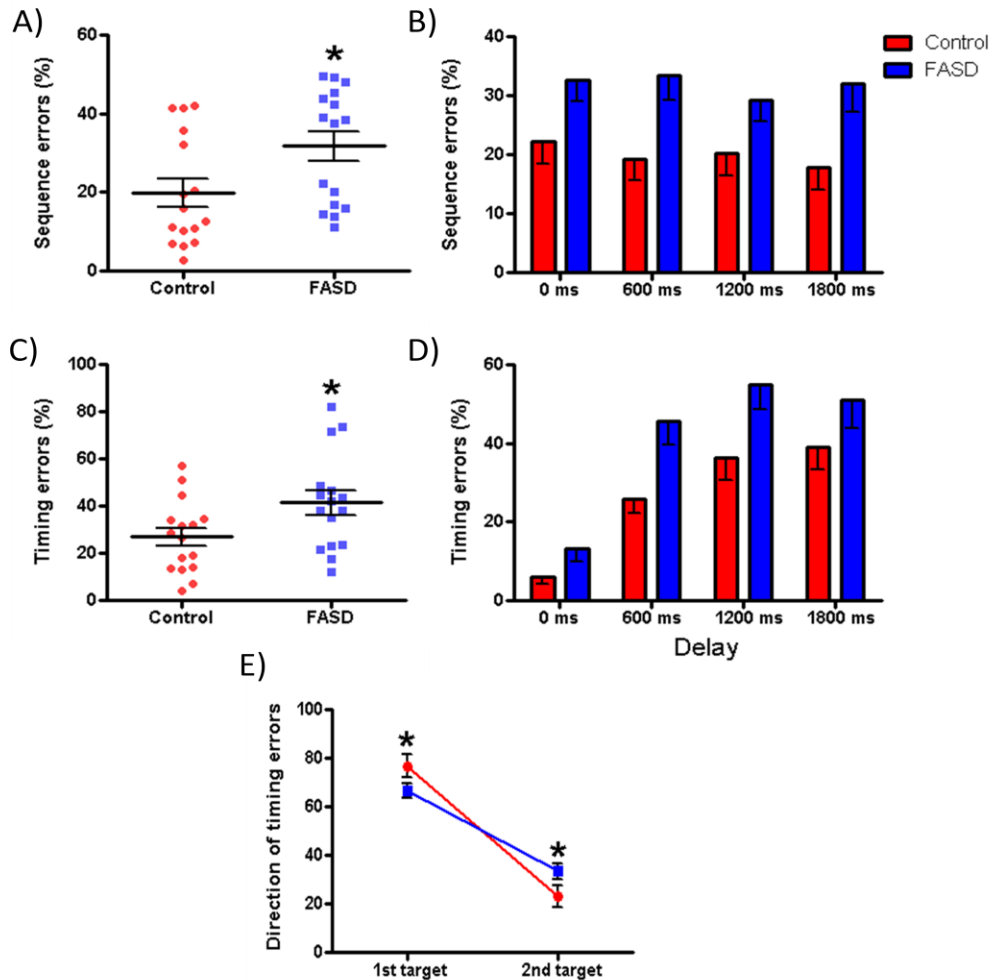 A)
Sequence errors (%)
60
40
20
0
*
Control
FASD
B)
Sequence errors (%)
40
30
20
10
0
0 ms
600 ms
1200 ms
1800 ms
Control
FASD
C)
Timing errors (%)
100
80
60
40
20
0
*
Control
FASD
D)
Timing errors (%)
60
40
20
0
0 ms
600 ms
1200 ms
1800 ms
Delay
E)
Direction of timing errors
100
80
60
40
20
0
*
*
1st target
2nd target